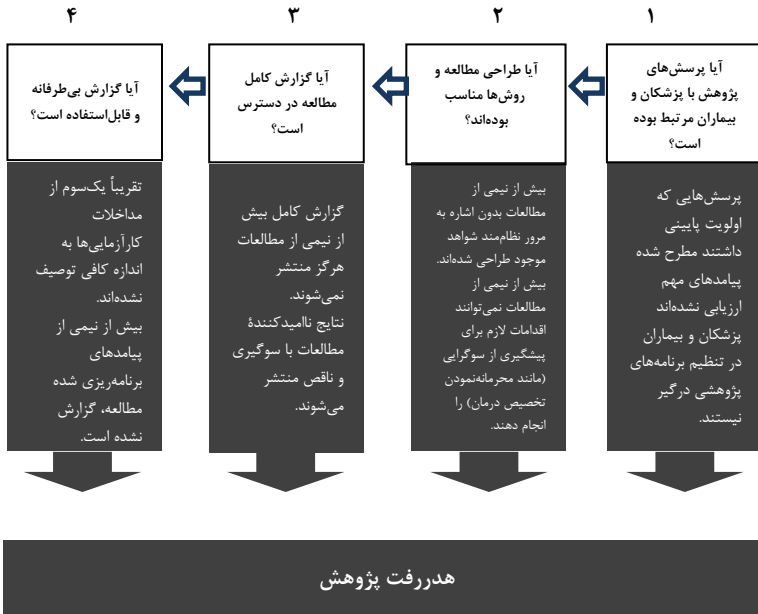 ۱
۲
۳
۴
آیا پرسش‌های
پژوهش با پزشکان و
بیماران مرتبط بوده
است؟
پرسش‌هایی که
اولویت پایینی
داشتند مطرح شده
پیامدهای مهم
ارزیابی نشده‌اند
پزشکان و بیماران
در تنظیم برنامه‌های
پژوهشی درگیر
نیستند.
آیا طراحی مطالعه و
روش‌ها مناسب
بوده‌اند؟
بیش از نیمی از
مطالعات بدون اشاره به
مرور نظام‌مند شواهد
موجود طراحی شده‌اند.
بیش از نیمی از
مطالعات نمی‌توانند
اقدامات لازم برای
پیشگیری از سوگرایی
(مانند محرمانه‌نمودن
تخصیص درمان) را
انجام دهند.
آیا گزارش کامل
مطالعه در دسترس
است؟
گزارش کامل بیش
از نیمی از مطالعات
هرگز منتشر
نمی‌شوند.
نتایج ناامیدکنندهٔ
مطالعات با سوگیری
و ناقص منتشر
می‌شوند.
آیا گزارش بی‌طرفانه
و قابل‌استفاده است؟
تقریباً یک‌سوم از
مداخلات
کارآزمایی‌ها به
اندازه کافی توصیف
نشده‌اند.
بیش از نیمی از
پیامدهای
برنامه‌ریزی شده
مطالعه، گزارش
نشده است.
هدررفت پژوهش